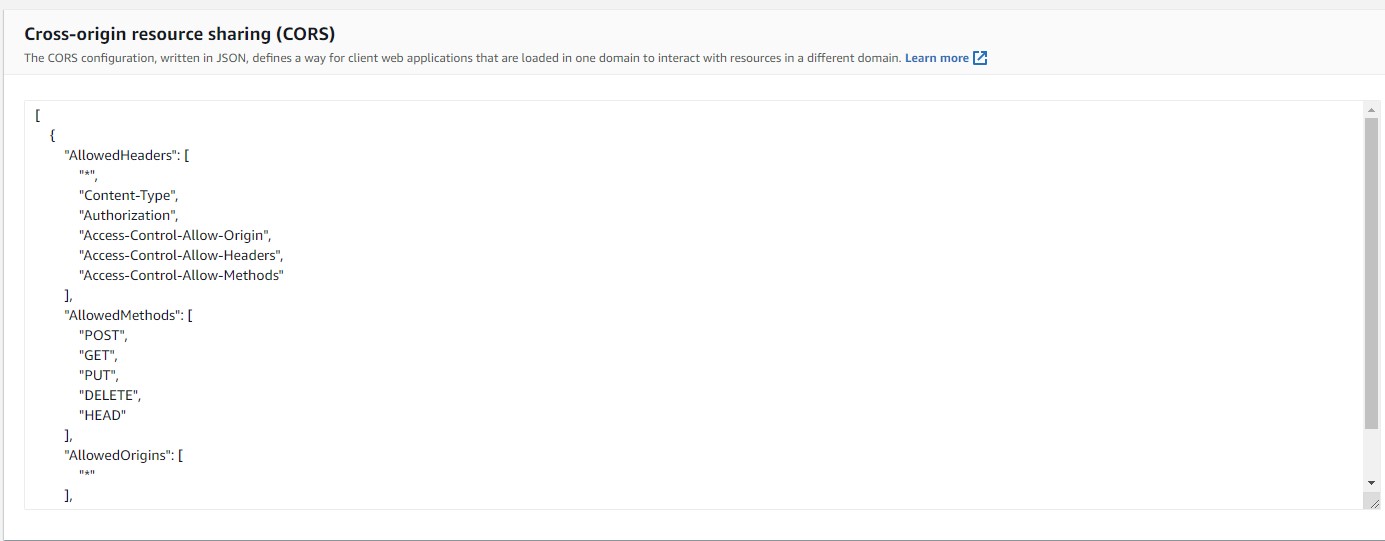 Cross-origin resource sharing (CORS)
The CORS configuration, written in JSON, defines a way for client web applications that are loaded in one domain to interact with resources in a different domain. Learn more
[
{
"AllowedHeaders": [
"*",
"Content-Type",
"Authorization",
"Access-Control-Allow-Origin",
"Access-Control-Allow-Headers",
"Access-Control-Allow-Methods"
],
"AllowedMethods": [
"POST",
"GET",
"PUT",
"DELETE",
"HEAD"
],
"AllowedOrigins": [
"*"
],